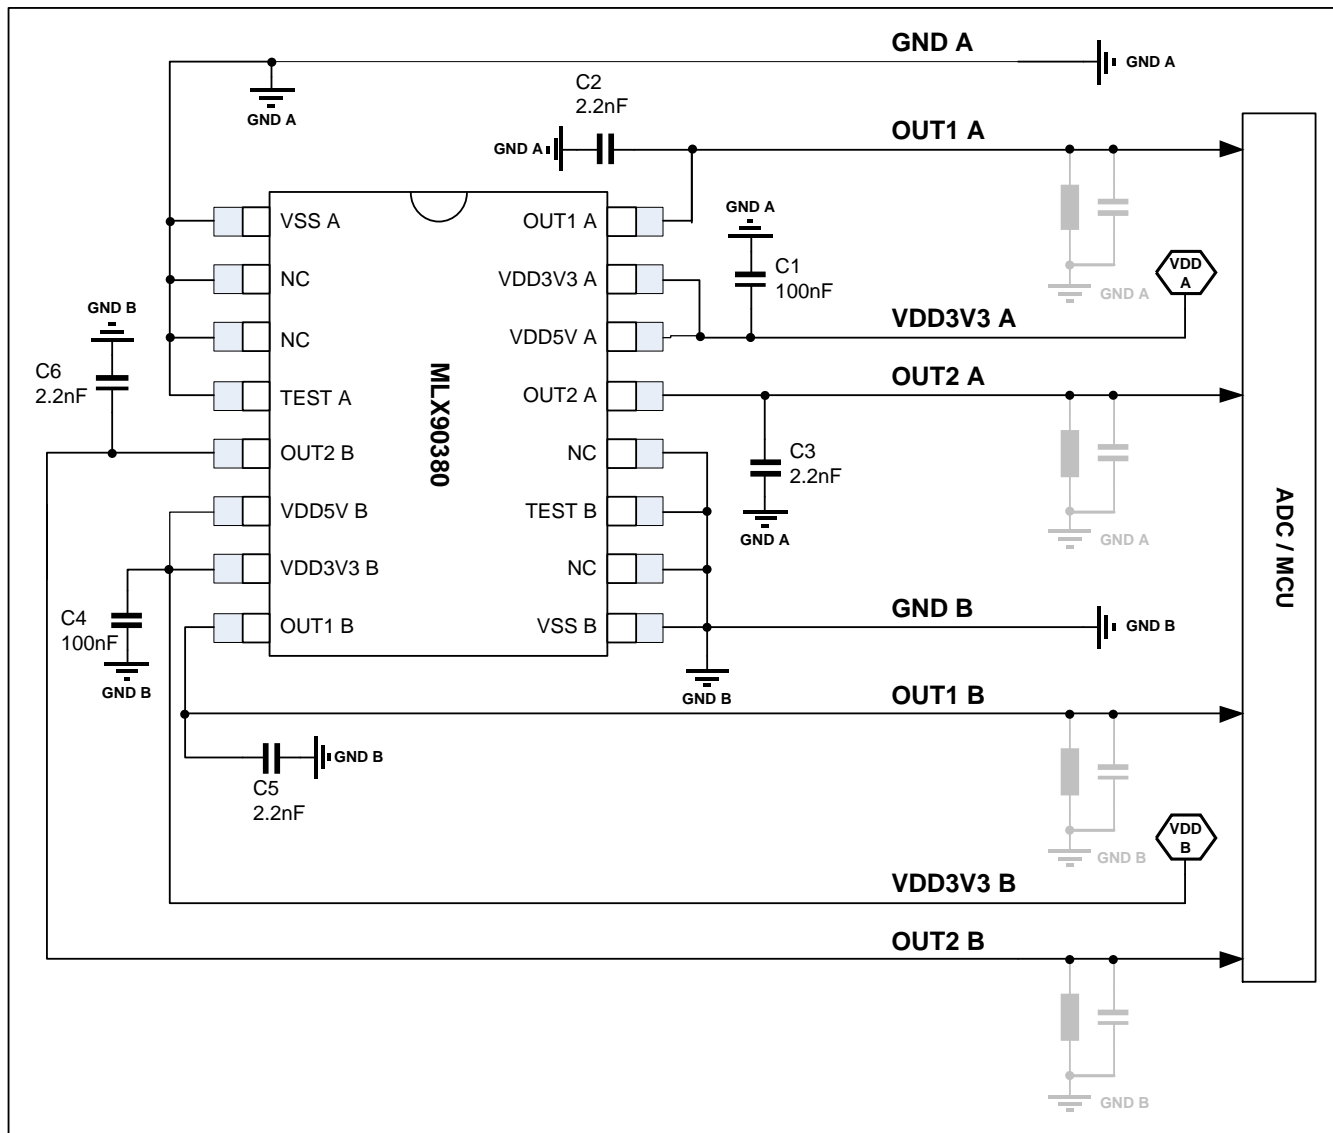 GND A
GND A
GND A
C2
2.2nF
GND A
OUT1 A
GND A
VDD
A
C1
100nF
GND A
VDD3V3 A
GND B
C6
2.2nF
VSS A
NC
NC
TEST A
OUT2 B
VDD5V B
VDD3V3 B
OUT1 B
MLX90380
OUT1 A
VDD3V3 A
VDD5V A
OUT2 A
NC
TEST B
NC
VSS B
OUT2 A
C3
2.2nF
GND A
GND A
ADC / MCU
C4
100nF
GND B
GND B
GND B
GND B
OUT1 B
C5
2.2nF
GND B
GND B
VDD
B
VDD3V3 B
OUT2 B
GND B